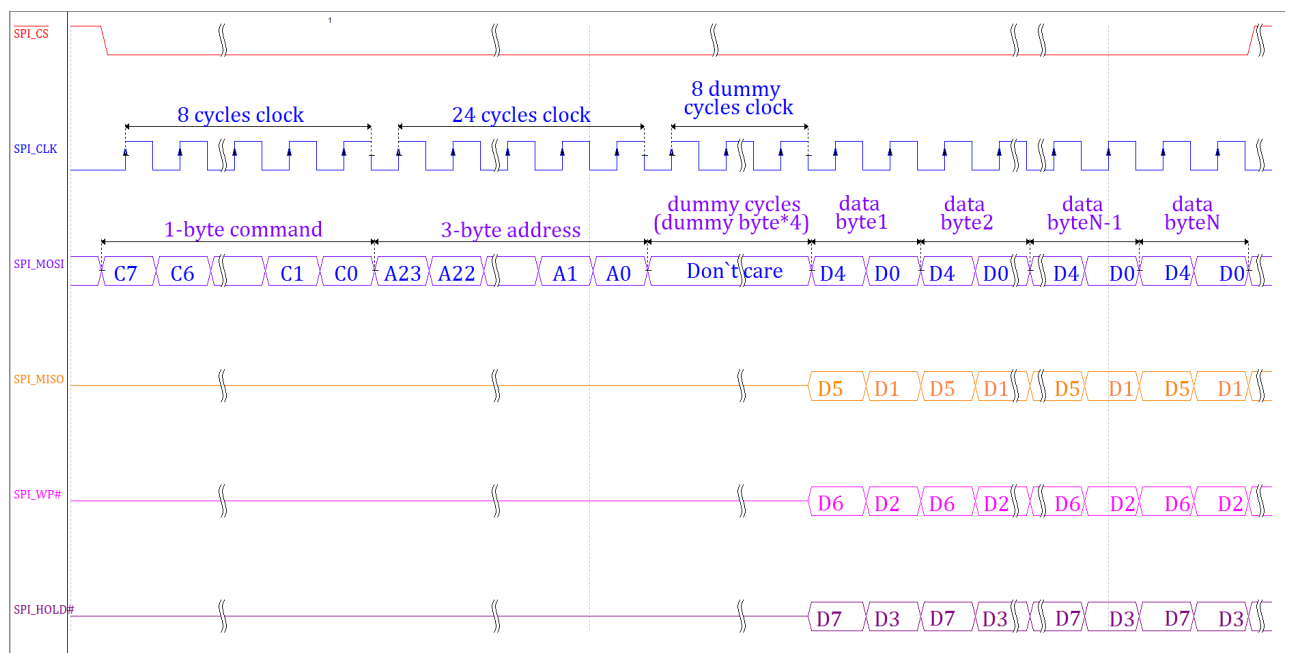 1
SPI_CS
8 dummy
cycles clock
8 cycles clock
24 cycles clock
SPI_CLK
dummy cycles
(dummy byte*4)
data
byte1
data
byte2
data
byteN-1
data
byteN
1-byte command
3-byte address
SPI_MOSI
C7 C6 C1 C0 A23 A22 A1 A0 Don`t care D4 D0 D4 D0 D4 D0 D4 D0
SPI_MISO
D5 D1 D5 D1 D5 D1 D5 D1
SPI_WP#
D6 D2 D6 D2 D6 D2 D6 D2
SPI_HOLD#
D7 D3 D7 D3 D7 D3 D7 D3